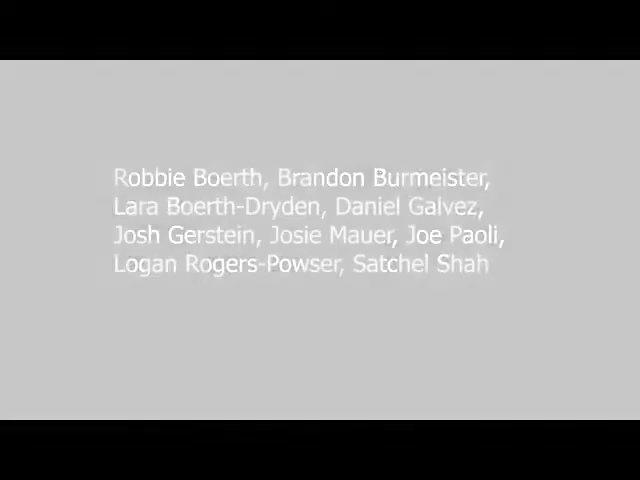 Robbie Boerth, Brandon Burmeister,
Lara Boerth-Dryden, Daniel Galvez,
Josh Gerstein, Josie Mauer, Joe Paoli,
Logan Rogers-Powser, Satchel Shah